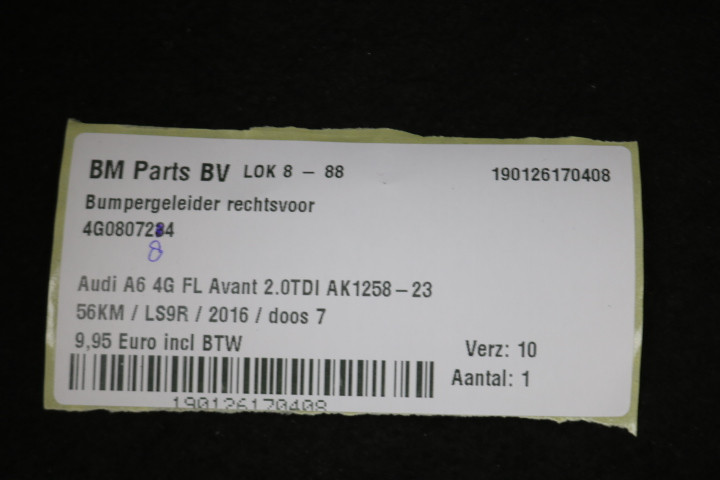 BM Parts BV LOK 8 - 88 190126170408
Bumpergeleider rechtsvoor
4G0807284
8
Audi A6 4G FL Avant 2.0TDI AK1258-23
56KM / LS9R / 2016 / doos 7
9,95 Euro incl BTW
Verz: 10
Aantal: 1
190126170408